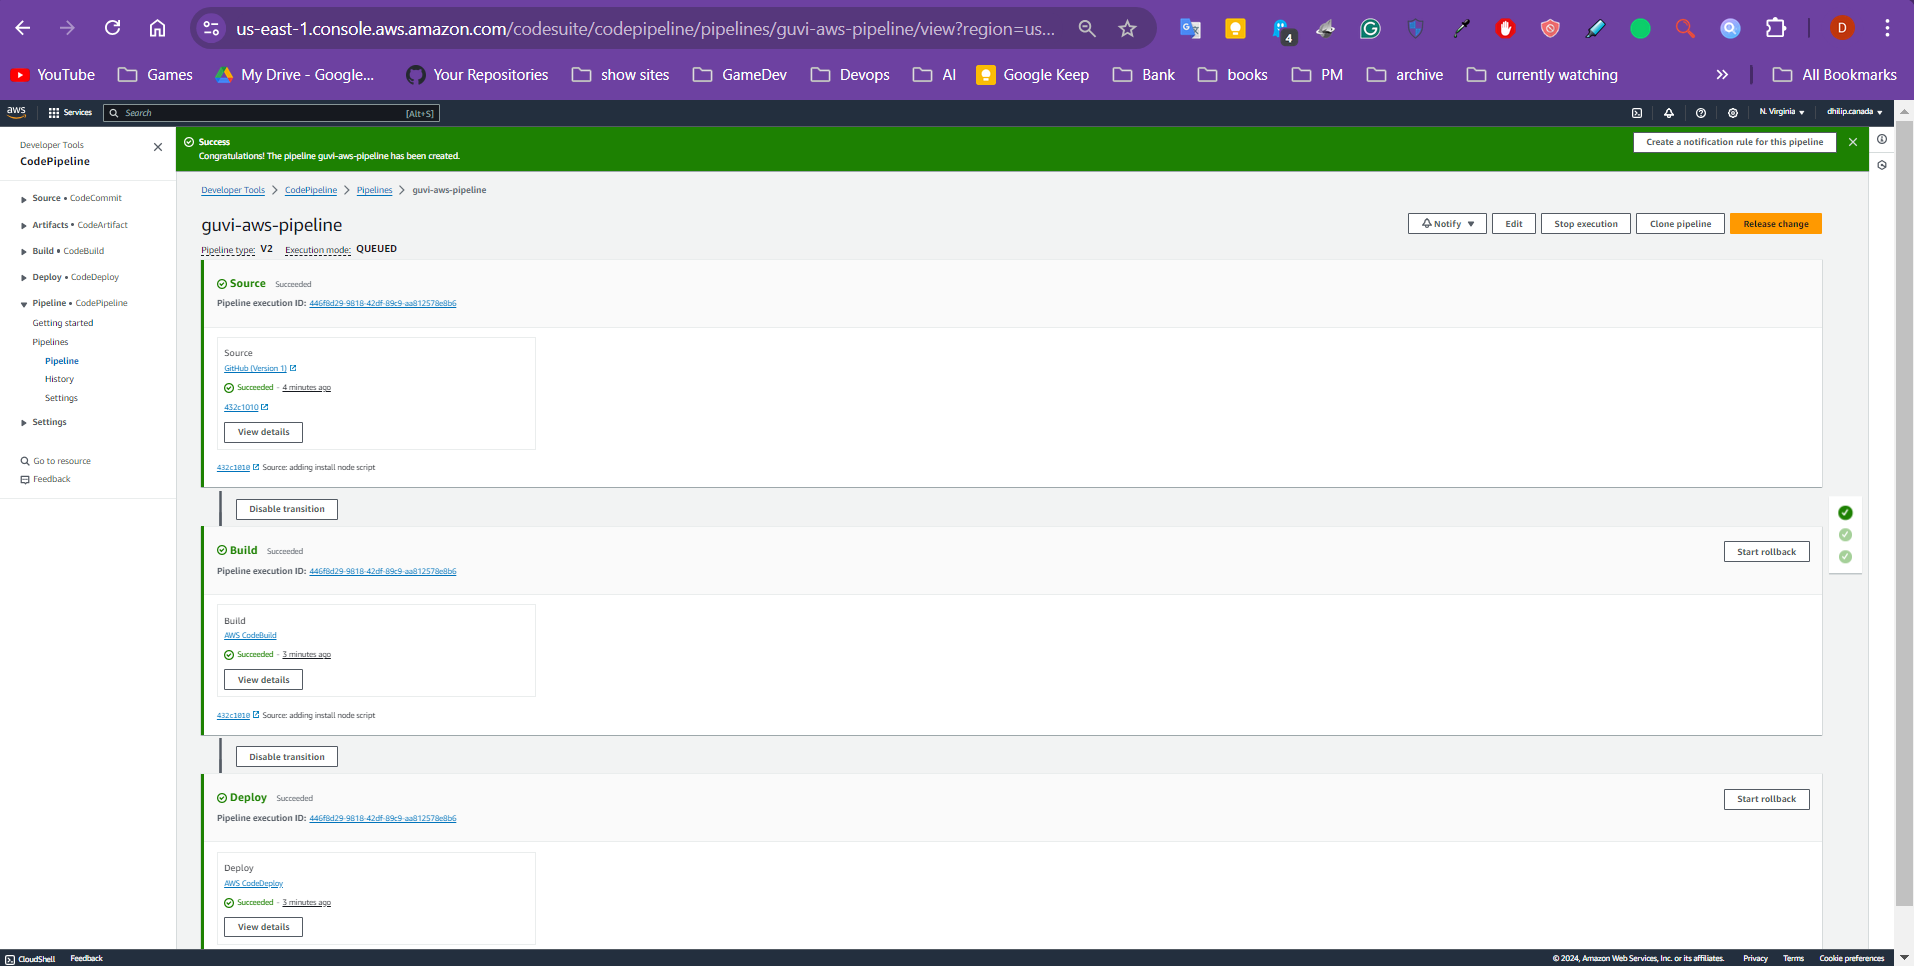 us-east-1.console.aws.amazon.com/codesuite/codepipeline/pipelines/guvi-aws-pipeline/view?region=us...
4
D
YouTube Games My Drive - Google... Your Repositories show sites GameDev Devops AI Google Keep Bank books PM archive currently watching » All Bookmarks
aws Services Search [Alt+S] N. Virginia dhilip.canada
Developer Tools
CodePipeline
Source • CodeCommit
Artifacts • CodeArtifact
Build • CodeBuild
Deploy • CodeDeploy
Pipeline • CodePipeline
Getting started
Pipelines
Pipeline
History
Settings
Settings
Go to resource
Feedback
Success
Congratulations! The pipeline guvi-aws-pipeline has been created.
Create a notification rule for this pipeline
Developer Tools > CodePipeline > Pipelines > guvi-aws-pipeline
guvi-aws-pipeline
Notify Edit Stop execution Clone pipeline Release change
Pipeline type: V2 Execution mode: QUEUED
Source Succeeded
Pipeline execution ID: 446f8d29-9818-42df-89c9-aa812578e8b6
Source
GitHub (Version 1)
Succeeded - 4 minutes ago
432c1010
View details
432c1010 Source: adding install node script
Disable transition
Build Succeeded
Start rollback
Pipeline execution ID: 446f8d29-9818-42df-89c9-aa812578e8b6
Build
AWS CodeBuild
Succeeded - 3 minutes ago
View details
432c1010 Source: adding install node script
Disable transition
Deploy Succeeded
Start rollback
Pipeline execution ID: 446f8d29-9818-42df-89c9-aa812578e8b6
Deploy
AWS CodeDeploy
Succeeded - 3 minutes ago
View details
CloudShell Feedback © 2024, Amazon Web Services, Inc. or its affiliates. Privacy Terms Cookie preferences